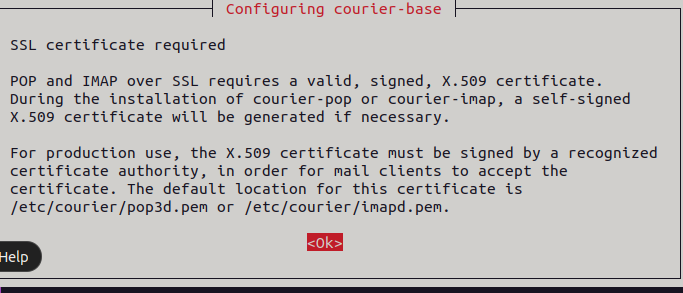 Configuring courier-base
SSL certificate required
POP and IMAP over SSL requires a valid, signed, X.509 certificate.
During the installation of courier-pop or courier-imap, a self-signed
X.509 certificate will be generated if necessary.
For production use, the X.509 certificate must be signed by a recognized
certificate authority, in order for mail clients to accept the
certificate. The default location for this certificate is
/etc/courier/pop3d.pem or /etc/courier/imapd.pem.
<Ok>
Help